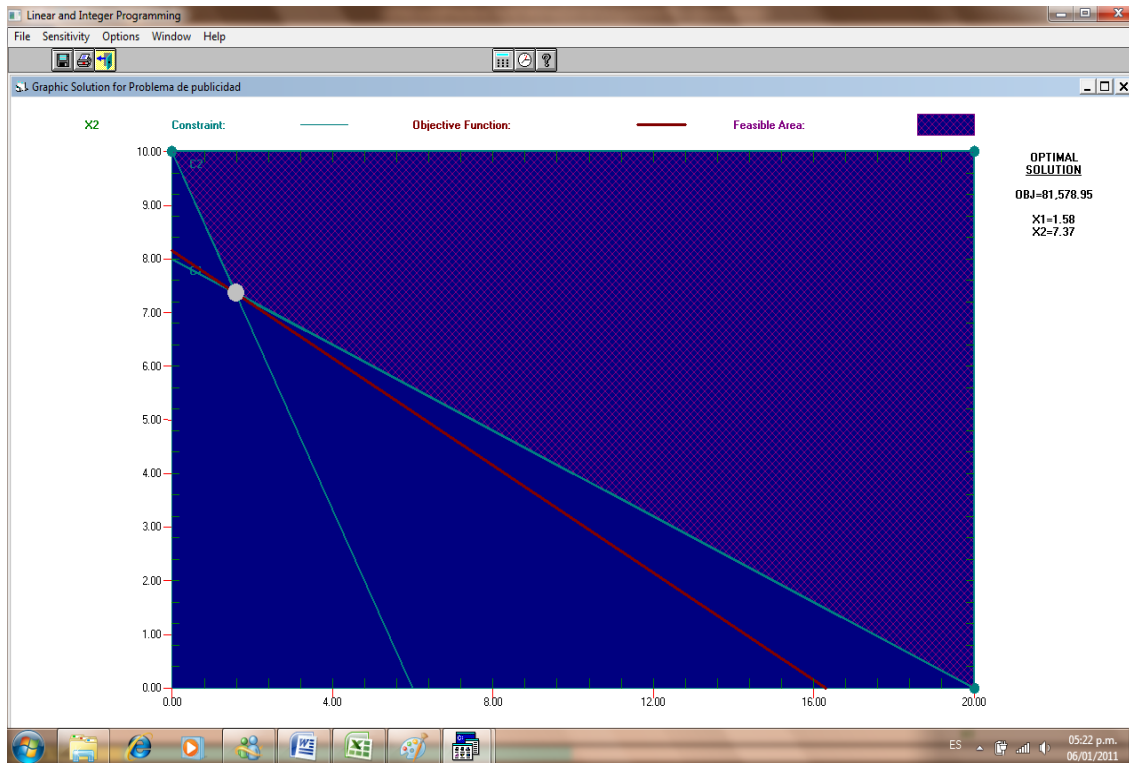 Linear and Integer Programming
File Sensitivity Options Window Help
Graphic Solution for Problema de publicidad
X2 Constraint: Objective Function: Feasible Area:
OPTIMAL
SOLUTION
OBJ=81,578.95
X1=1.58
X2=7.37
10.00
C2
9.00
8.00
C1
7.00
6.00
5.00
4.00
3.00
2.00
1.00
0.00
0.00 4.00 8.00 12.00 16.00 20.00
ES 05:22 p.m.
06/01/2011